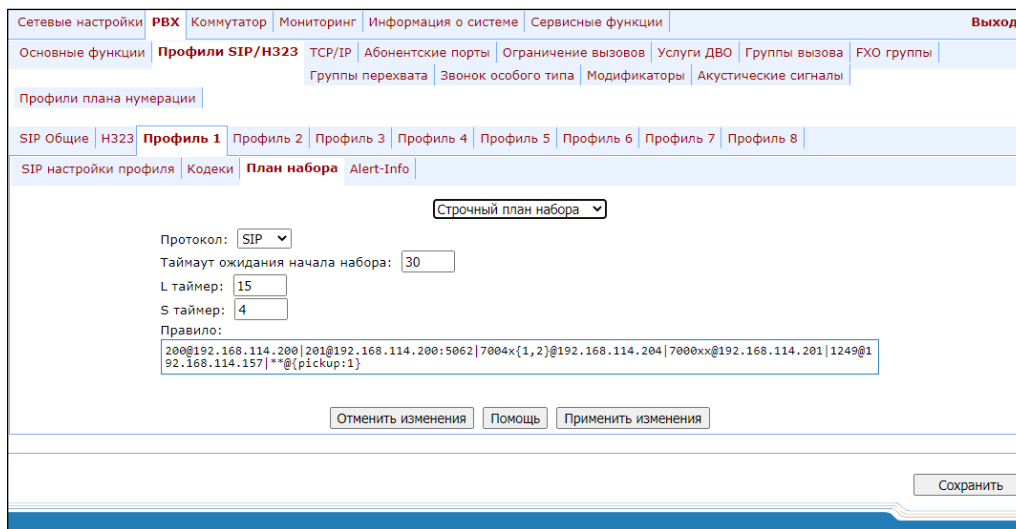 Сетевые настройки PBX Коммутатор Мониторинг Информация о системе Сервисные функции Выход
Основные функции Профили SIP/H323 TCP/IP Абонентские порты Ограничение вызовов Услуги ДВО Группы вызова FXO группы
Группы перехвата Звонок особого типа Модификаторы Акустические сигналы
Профили плана нумерации
SIP Общие H323 Профиль 1 Профиль 2 Профиль 3 Профиль 4 Профиль 5 Профиль 6 Профиль 7 Профиль 8
SIP настройки профиля Кодеки План набора Alert-Info
Строчный план набора
Протокол: SIP
Таймаут ожидания начала набора: 30
L таймер: 15
S таймер: 4
Правило:
200@192.168.114.200|201@192.168.114.200:5062|7004x{1,2}@192.168.114.204|7000xx@192.168.114.201|1249@1
92.168.114.157|**@{pickup:1}
Отменить изменения Помощь Применить изменения
Сохранить